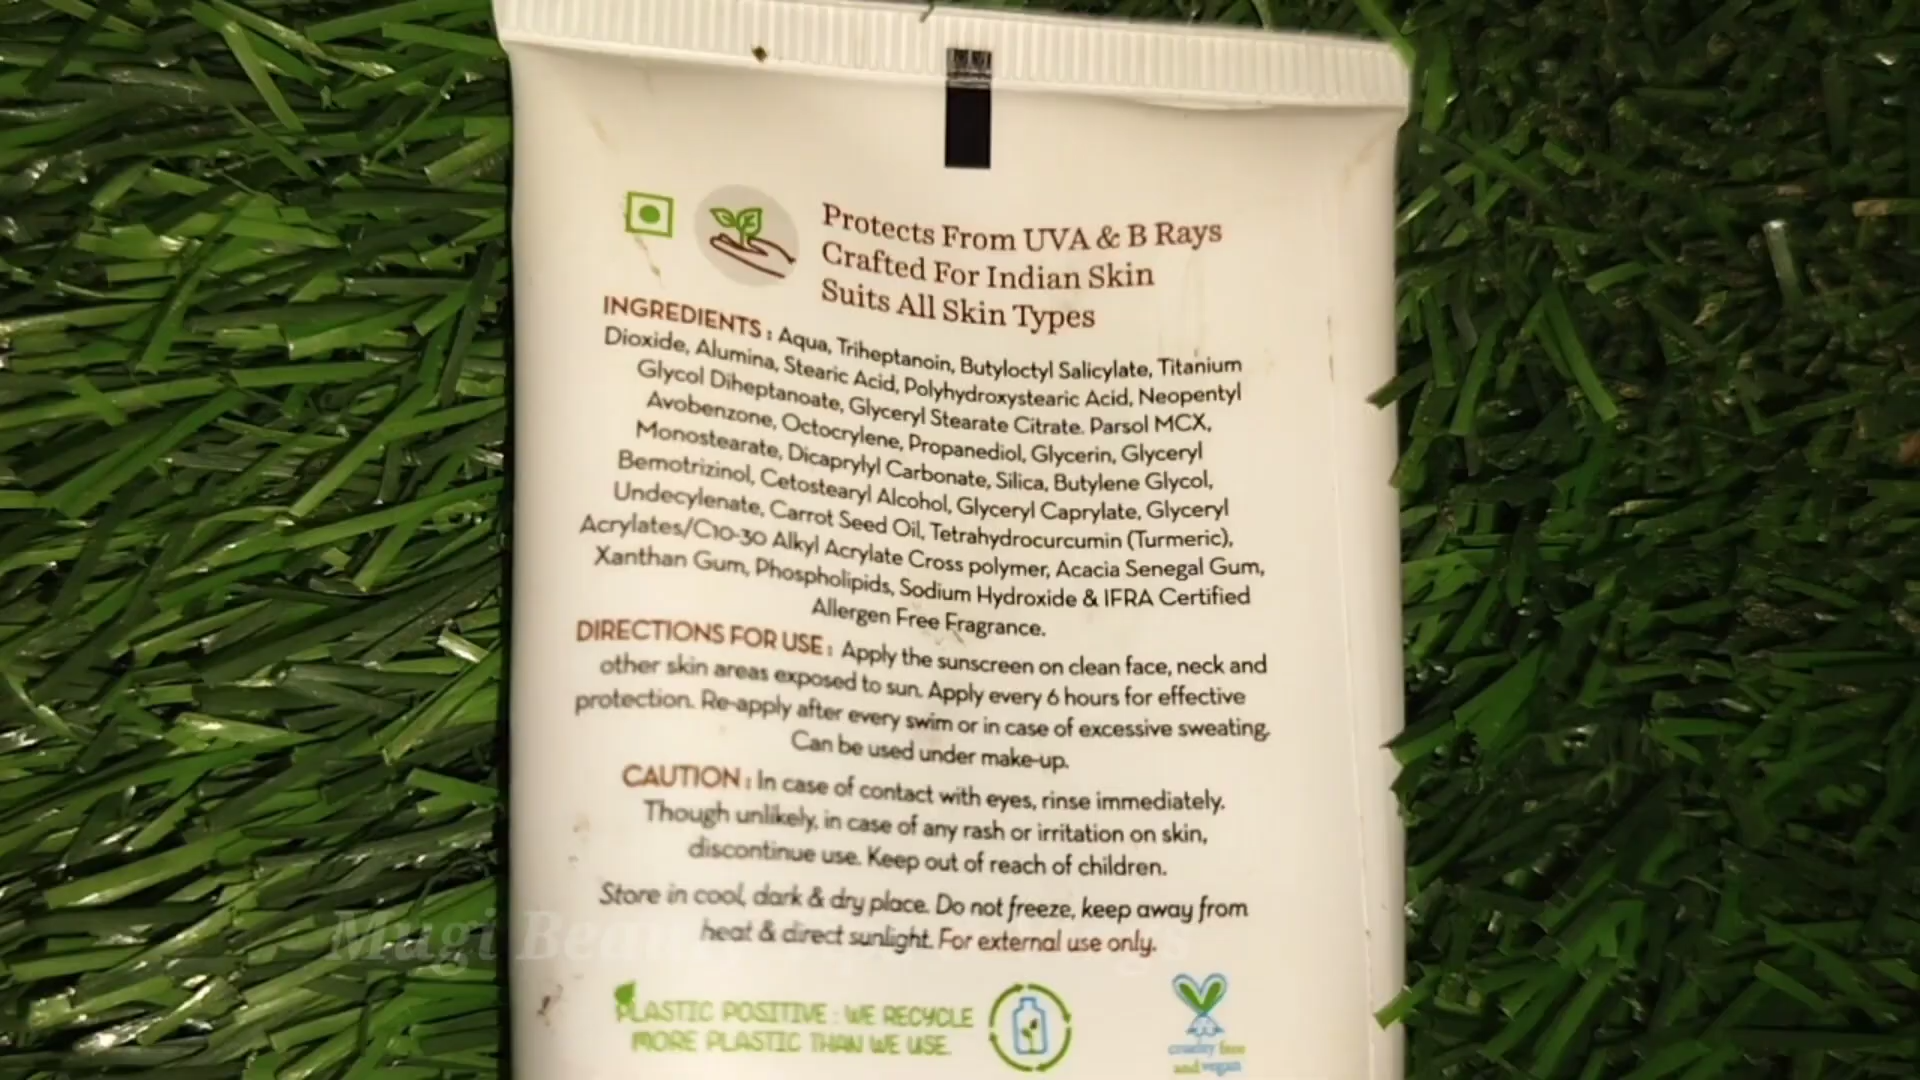 Protects From UVA & B Rays
Crafted For Indian Skin
Suits All Skin Types
INGREDIENTS : Aqua, Triheptanoin, Butyloctyl Salicylate, Titanium
Dioxide, Alumina, Stearic Acid, Polyhydroxystearic Acid, Neopentyl
Glycol Diheptanoate, Glyceryl Stearate Citrate. Parsol MCX,
Avobenzone, Octocrylene, Propanediol, Glycerin, Glyceryl
Monostearate, Dicaprylyl Carbonate, Silica, Butylene Glycol,
Bemotrizinol, Cetostearyl Alcohol, Glyceryl Caprylate, Glyceryl
Undecylenate, Carrot Seed Oil, Tetrahydrocurcumin (Turmeric),
Acrylates/C10-30 Alkyl Acrylate Cross polymer, Acacia Senegal Gum,
Xanthan Gum, Phospholipids, Sodium Hydroxide & IFRA Certified
Allergen Free Fragrance.
DIRECTIONS FOR USE : Apply the sunscreen on clean face, neck and
other skin areas exposed to sun. Apply every 6 hours for effective
protection. Re-apply after every swim or in case of excessive sweating.
Can be used under make-up.
CAUTION : In case of contact with eyes, rinse immediately.
Though unlikely, in case of any rash or irritation on skin,
discontinue use. Keep out of reach of children.
Store in cool, dark & dry place. Do not freeze, keep away from
heat & direct sunlight. For external use only.
Mugi
PLASTIC POSITIVE : WE RECYCLE
MORE PLASTIC THAN WE USE.
cruelty free
and vegan